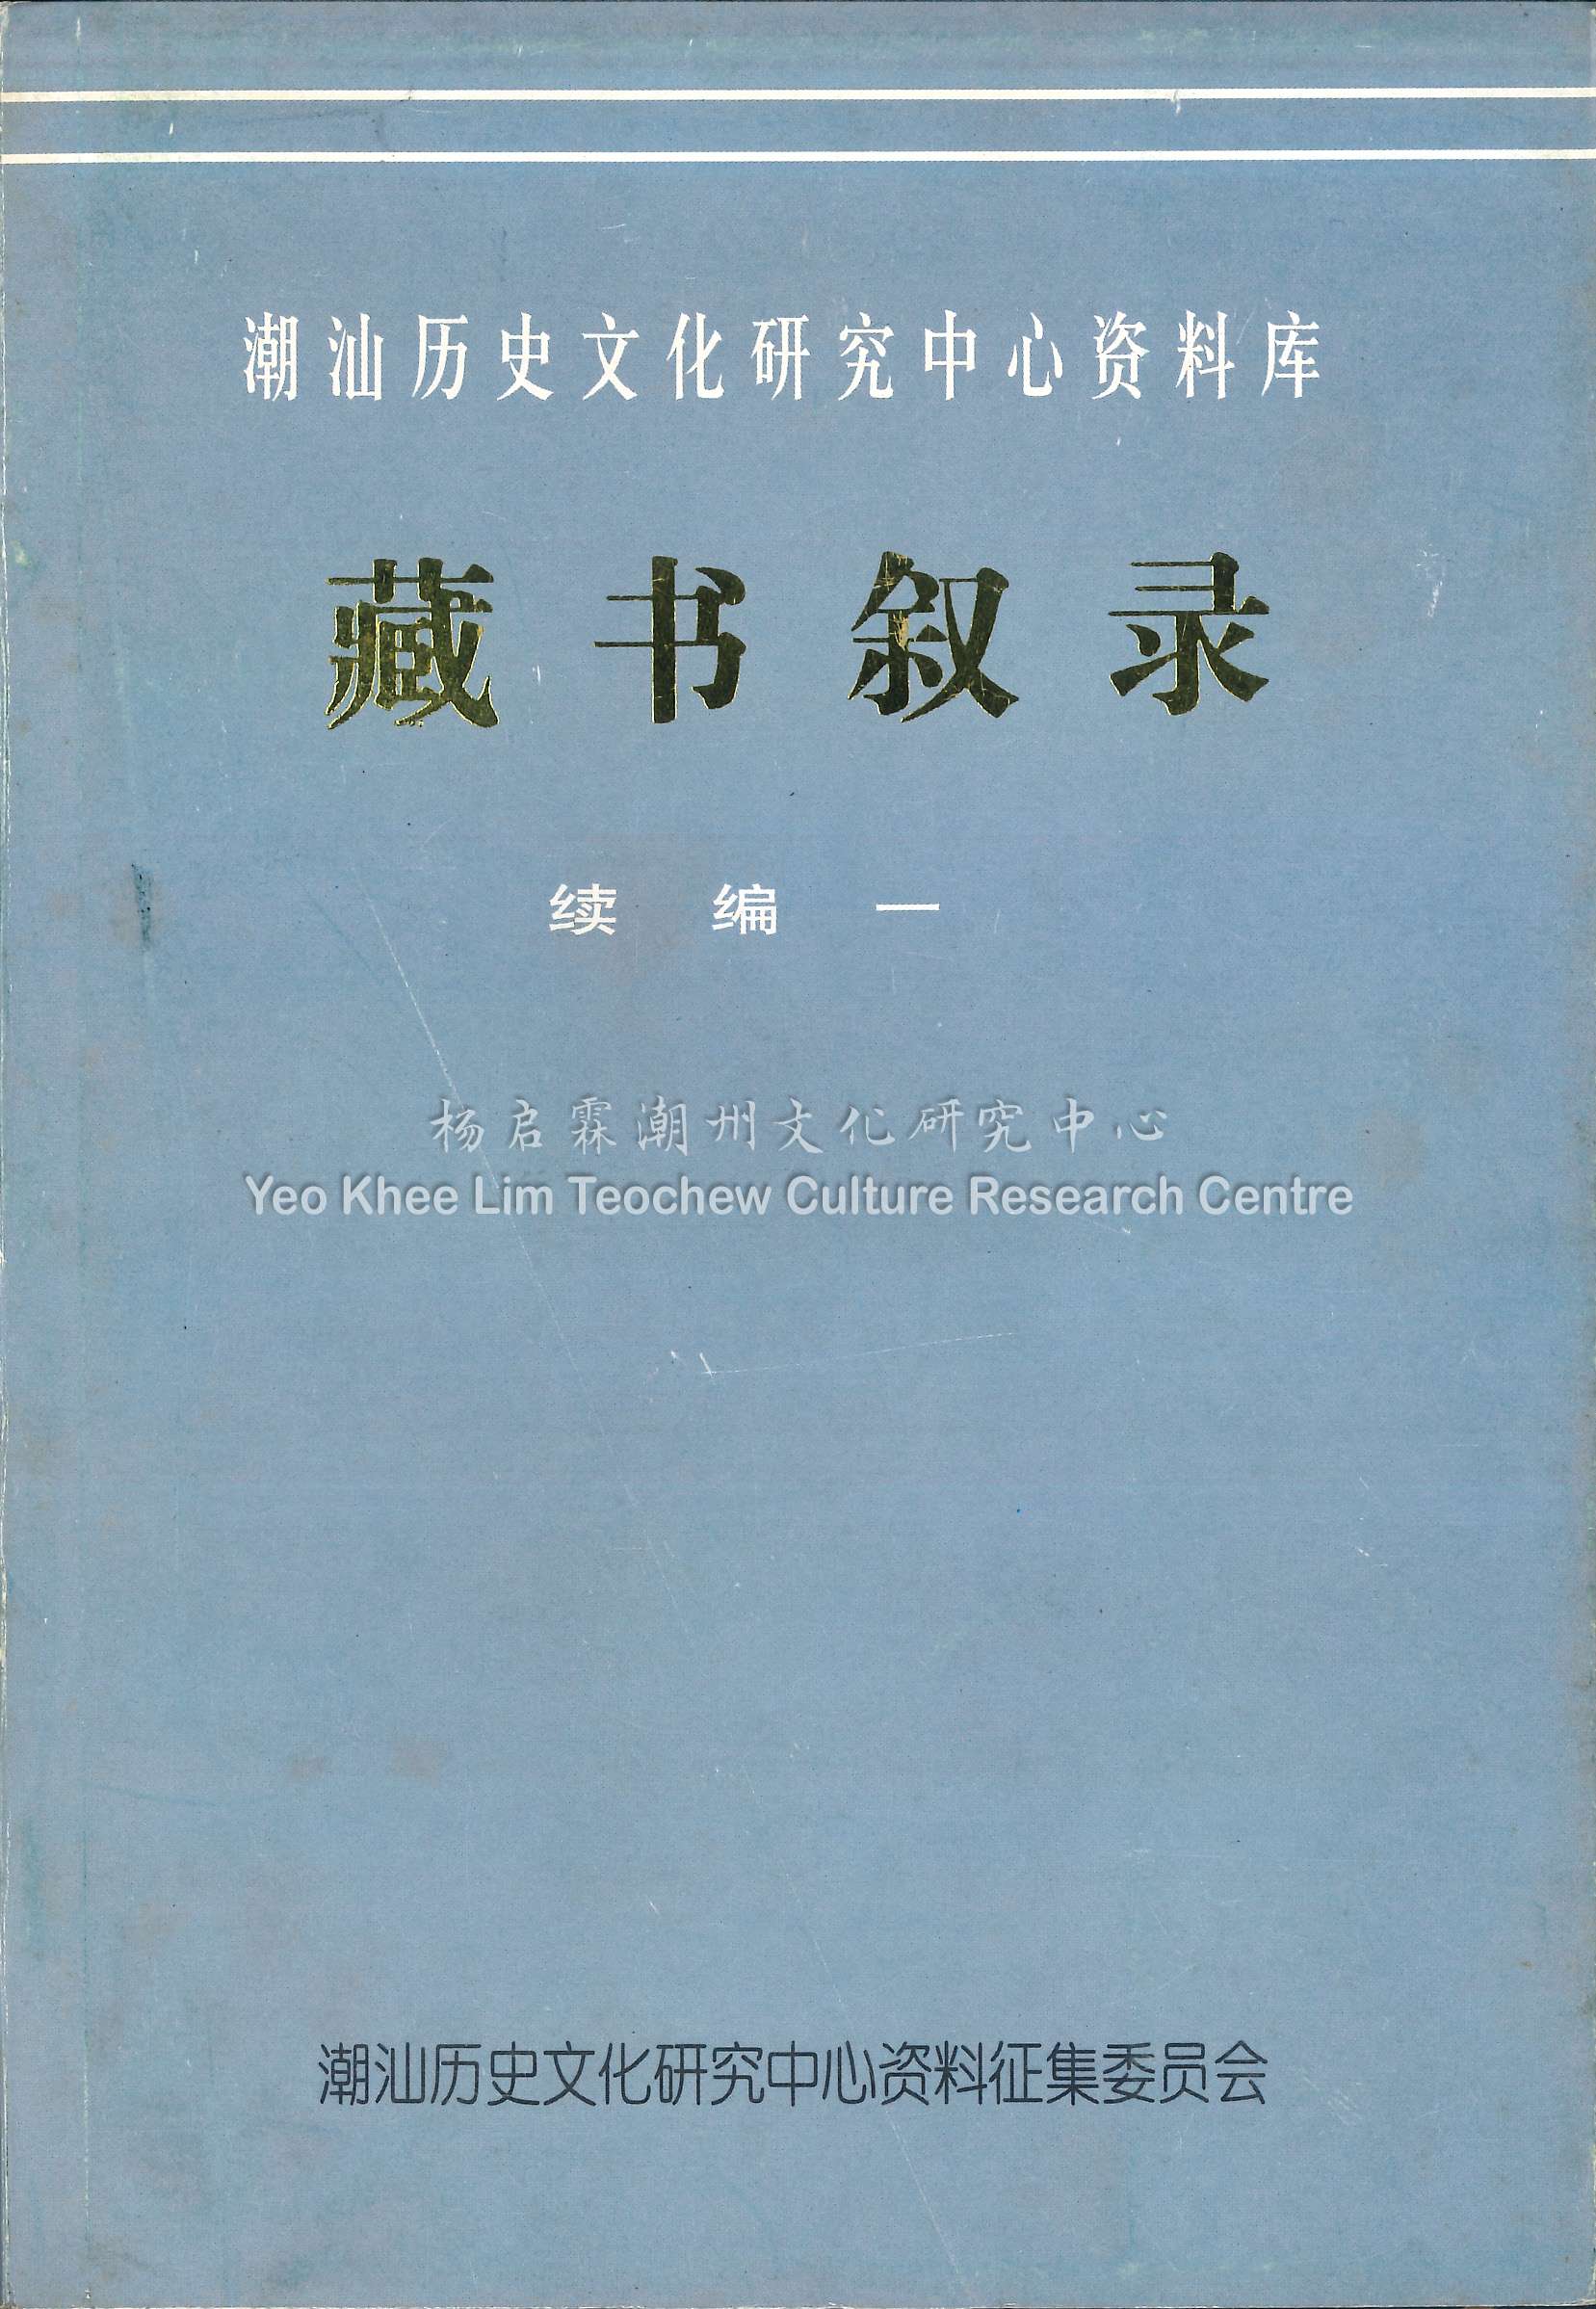 潮汕历史文化研究中心资料库
藏书叙录
续编一
杨启霖潮州文化研究中心
Yeo Khee Lim Teochew Culture Research Centre
潮汕历史文化研究中心资料征集委员会